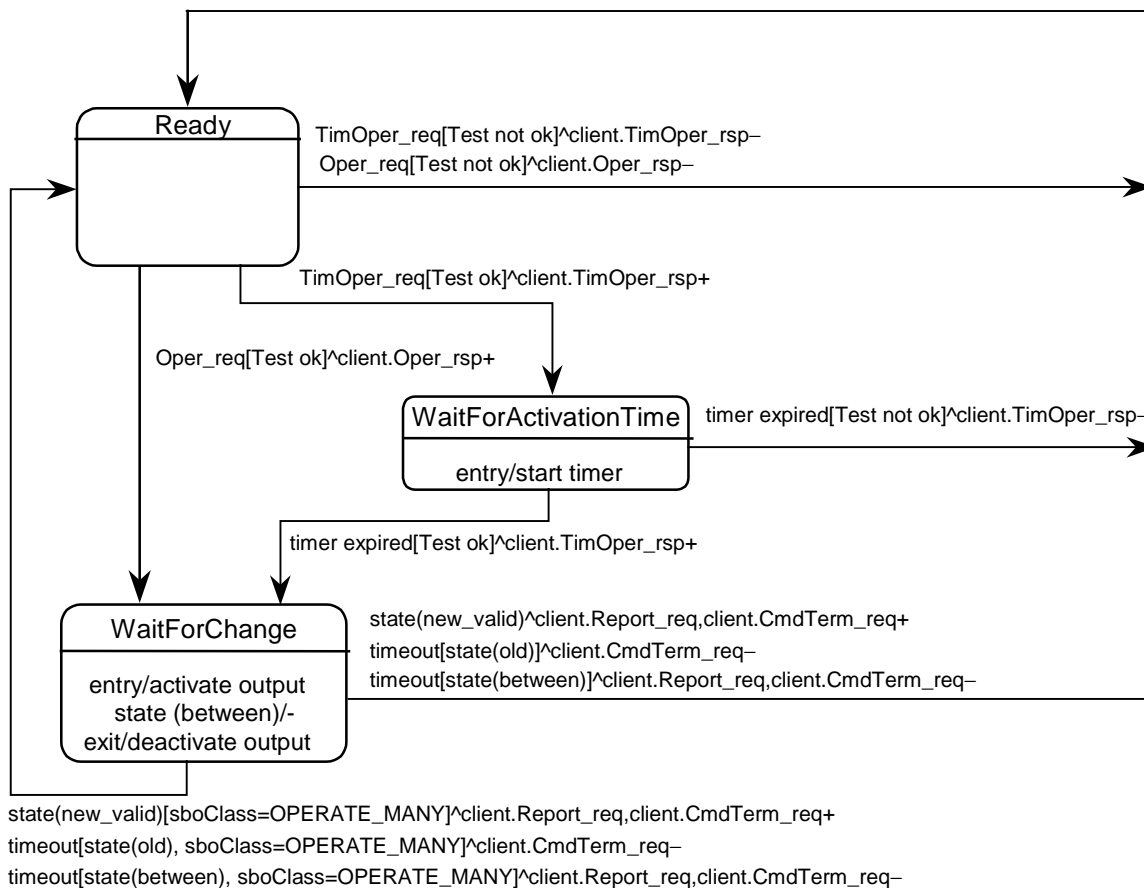 Ready
TimOper_req[Test not ok]^client.TimOper_rsp–
Oper_req[Test not ok]^client.Oper_rsp–
TimOper_req[Test ok]^client.TimOper_rsp+
Oper_req[Test ok]^client.Oper_rsp+
WaitForActivationTime
entry/start timer
timer expired[Test not ok]^client.TimOper_rsp–
timer expired[Test ok]^client.TimOper_rsp+
WaitForChange
entry/activate output
state (between)/-
exit/deactivate output
state(new_valid)^client.Report_req,client.CmdTerm_req+
timeout[state(old)]^client.CmdTerm_req–
timeout[state(between)]^client.Report_req,client.CmdTerm_req–
state(new_valid)[sboClass=OPERATE_MANY]^client.Report_req,client.CmdTerm_req+
timeout[state(old), sboClass=OPERATE_MANY]^client.CmdTerm_req–
timeout[state(between), sboClass=OPERATE_MANY]^client.Report_req,client.CmdTerm_req–